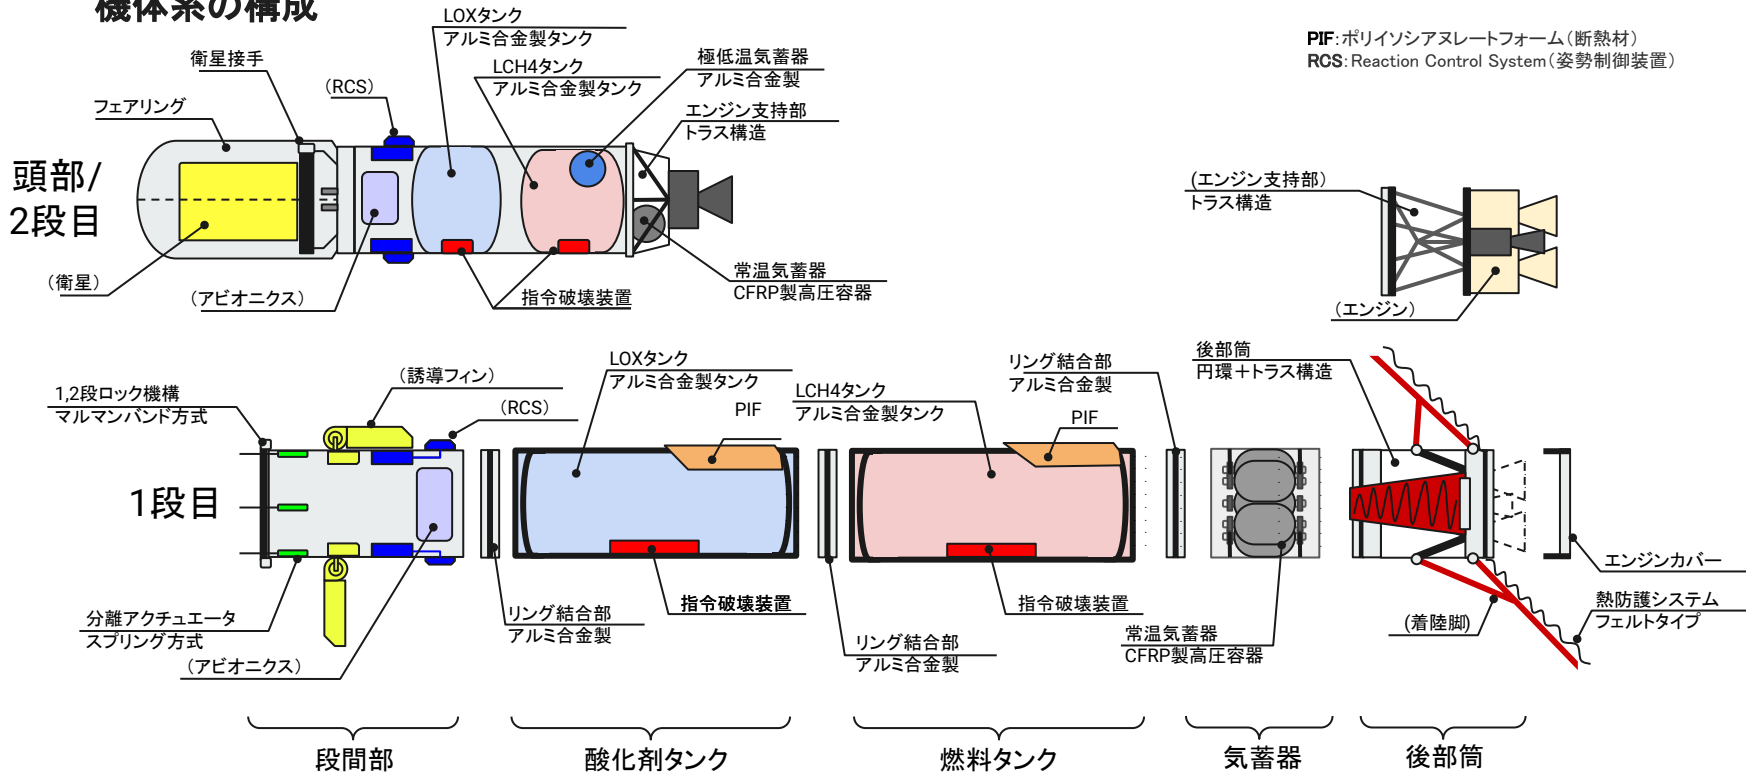 機体系の構成
PIF:ポリイソシアヌレートフォーム(断熱材)
RCS:Reaction Control System(姿勢制御装置)
LOXタンク
アルミ合金製タンク
衛星接手
LCH4タンク
アルミ合金製タンク
極低温気蓄器
アルミ合金製
(RCS)
フェアリング
エンジン支持部
トラス構造
頭部/
2段目
(エンジン支持部)
トラス構造
(衛星)
(アビオニクス)
指令破壊装置
常温気蓄器
CFRP製高圧容器
(エンジン)
1,2段ロック機構
マルマンバンド方式
(誘導フィン)
(RCS)
LOXタンク
アルミ合金製タンク
PIF
LCH4タンク
アルミ合金製タンク
リング結合部
アルミ合金製
PIF
後部筒
円環+トラス構造
1段目
分離アクチュエータ
スプリング方式
(アビオニクス)
リング結合部
アルミ合金製
指令破壊装置
リング結合部
アルミ合金製
指令破壊装置
常温気蓄器
CFRP製高圧容器
(着陸脚)
エンジンカバー
熱防護システム
フェルトタイプ
段間部
酸化剤タンク
燃料タンク
気蓄器
後部筒